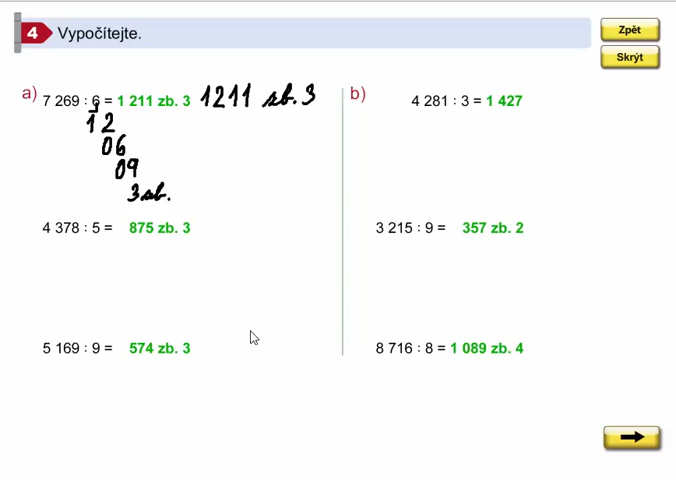 4 Vypočítejte.
Zpět
Skrýt
a) 7 269 : 6 = 1 211 zb. 3 1211 zb. 3
12
06
09
3 zb.
4 378 : 5 = 875 zb. 3
5 169 : 9 = 574 zb. 3
b) 4 281 : 3 = 1 427
3 215 : 9 = 357 zb. 2
8 716 : 8 = 1 089 zb. 4